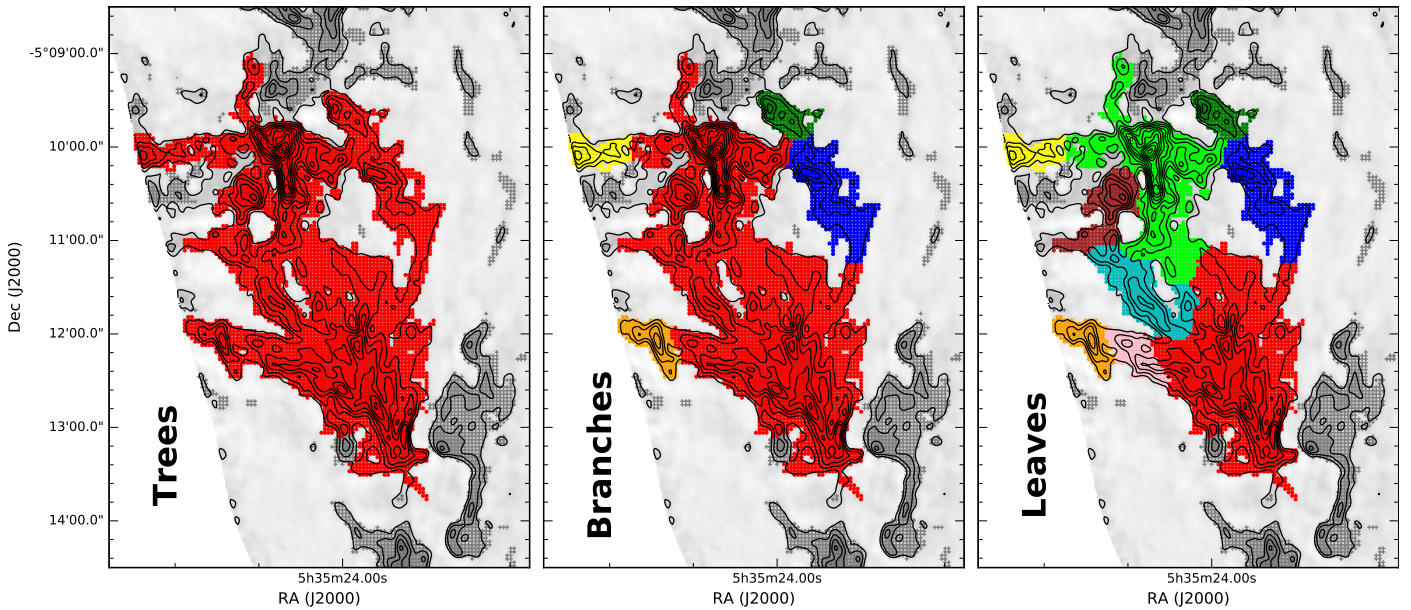 -5°09'00.0"
10'00.0"
11'00.0"
12'00.0"
13'00.0"
14'00.0"
Dec (J2000)
Trees
Branches
Leaves
5h35m24.00s
5h35m24.00s
5h35m24.00s
RA (J2000)
RA (J2000)
RA (J2000)